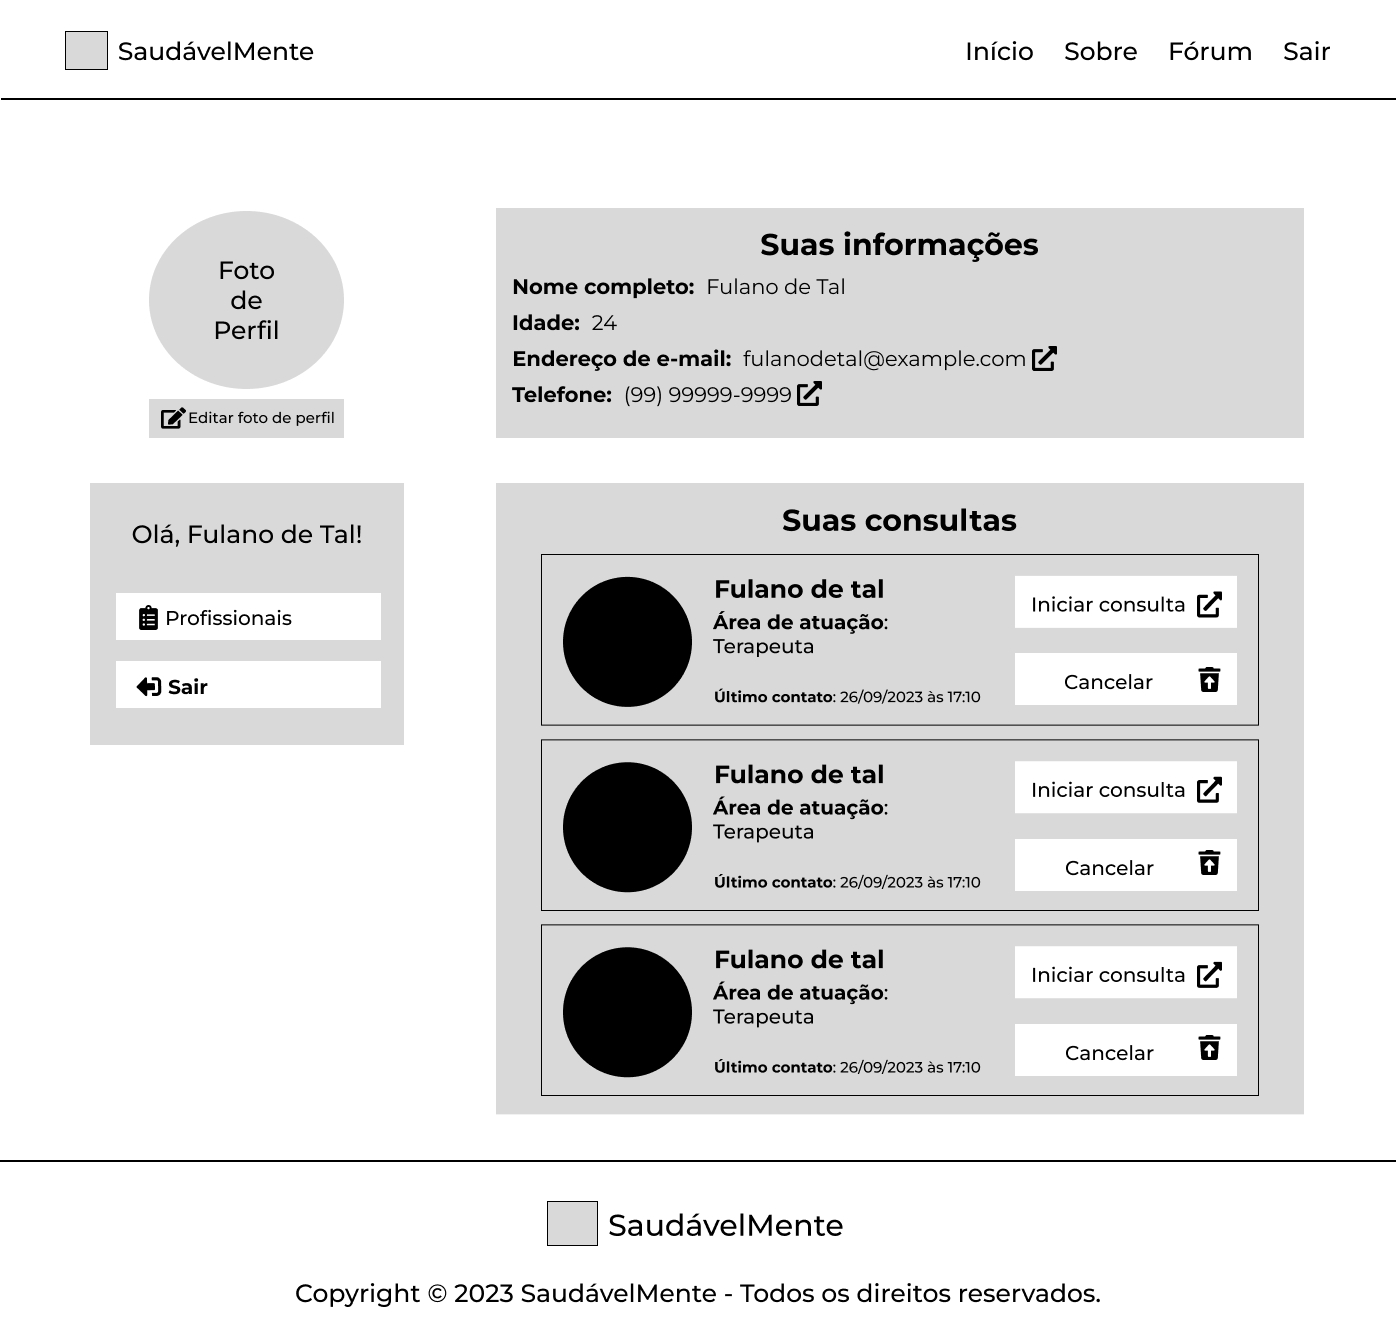 SaudávelMente
Início Sobre Fórum Sair
Foto
de
Perfil
Editar foto de perfil
Olá, Fulano de Tal!
Profissionais
Sair
Suas informações
Nome completo: Fulano de Tal
Idade: 24
Endereço de e-mail: fulanodetal@example.com
Telefone: (99) 99999-9999
Suas consultas
Fulano de tal
Área de atuação:
Terapeuta
Último contato: 26/09/2023 às 17:10
Iniciar consulta
Cancelar
Fulano de tal
Área de atuação:
Terapeuta
Último contato: 26/09/2023 às 17:10
Iniciar consulta
Cancelar
Fulano de tal
Área de atuação:
Terapeuta
Último contato: 26/09/2023 às 17:10
Iniciar consulta
Cancelar
SaudávelMente
Copyright © 2023 SaudávelMente - Todos os direitos reservados.